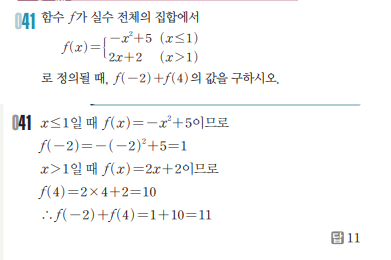 041 함수 f가 실수 전체의 집합에서
f(x)={ -x²+5 (x≤1)
2x+2 (x>1)
로 정의될 때, f(-2)+f(4)의 값을 구하시오.
041 x≤1일 때 f(x)=-x²+5이므로
f(-2)=-(-2)²+5=1
x>1일 때 f(x)=2x+2이므로
f(4)=2×4+2=10
∴f(-2)+f(4)=1+10=11
답 11